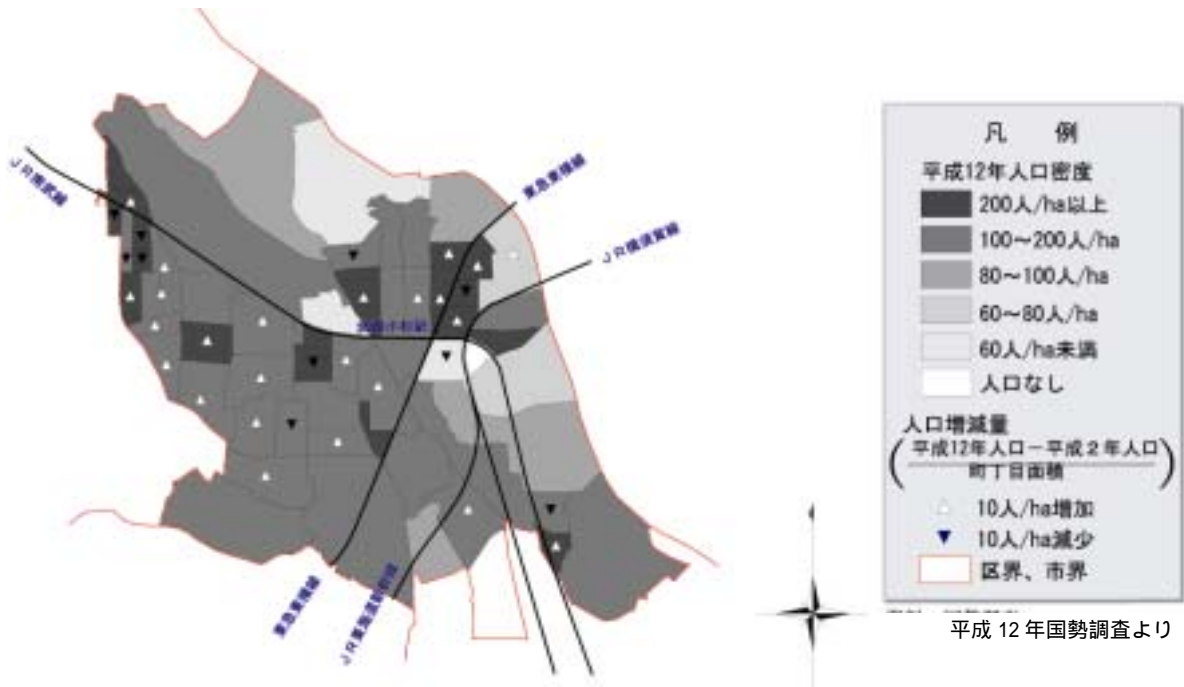 JR南武線
東急東横線
JR横須賀線
武蔵小杉駅
東急東横線
凡 例
平成12年人口密度
200人/ha以上
100~200人/ha
80~100人/ha
60~80人/ha
60人/ha未満
人口なし
人口増減量
平成12年人口-平成2年人口
町丁目面積
10人/ha増加
10人/ha減少
区界、市界
平成 12 年国勢調査より